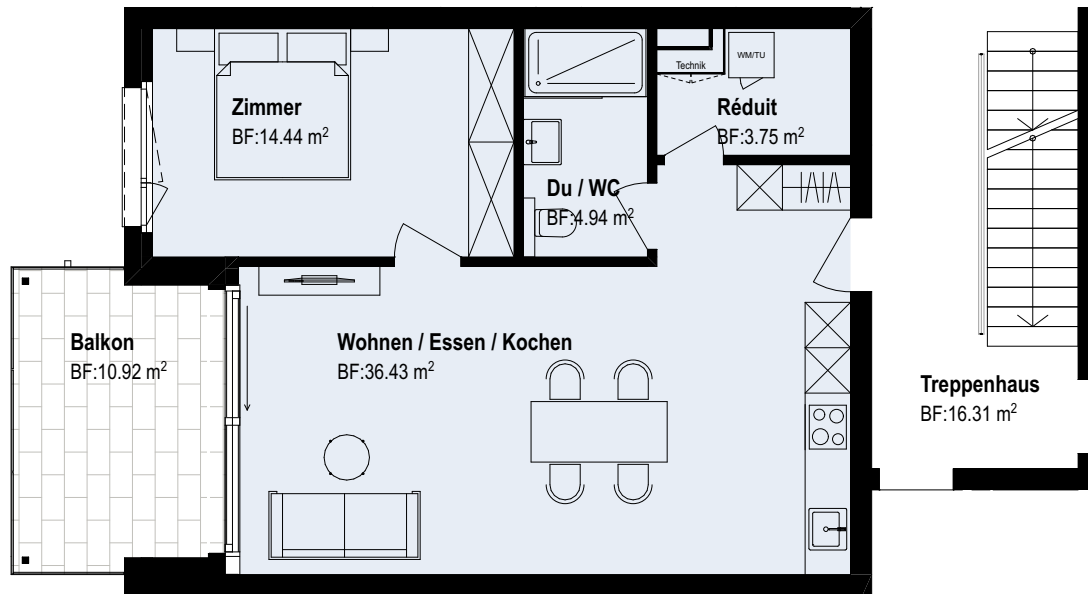 Zimmer
BF:14.44 m²
Technik
WM/TU
Réduit
BF:3.75 m²
Du / WC
BF:4.94 m²
Balkon
BF:10.92 m²
Wohnen / Essen / Kochen
BF:36.43 m²
Treppenhaus
BF:16.31 m²